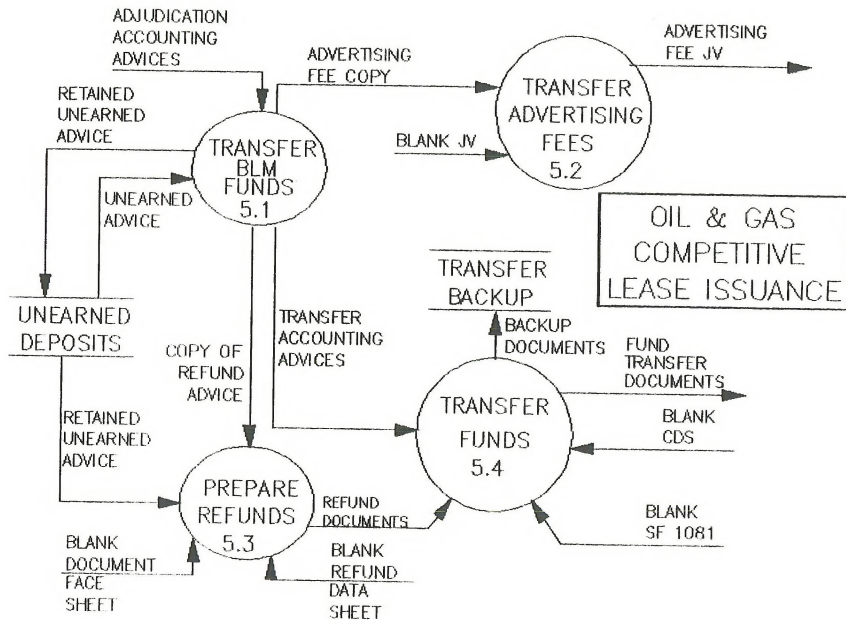 ADJUDICATION
ACCOUNTING
ADVICES
ADVERTISING
FEE COPY
TRANSFER
ADVERTISING
FEES
5.2
ADVERTISING
FEE JV
RETAINED
UNEARNED
ADVICE
TRANSFER
BLM
FUNDS
5.1
BLANK JV
UNEARNED
ADVICE
OIL & GAS
COMPETITIVE
LEASE ISSUANCE
TRANSFER
BACKUP
UNEARNED
DEPOSITS
COPY OF
REFUND
ADVICE
TRANSFER
ACCOUNTING
ADVICES
BACKUP
DOCUMENTS
FUND
TRANSFER
DOCUMENTS
TRANSFER
FUNDS
5.4
BLANK
CDS
RETAINED
UNEARNED
ADVICE
PREPARE
REFUNDS
5.3
REFUND
DOCUMENTS
BLANK
SF 1081
BLANK
DOCUMENT
FACE
SHEET
BLANK
REFUND
DATA
SHEET